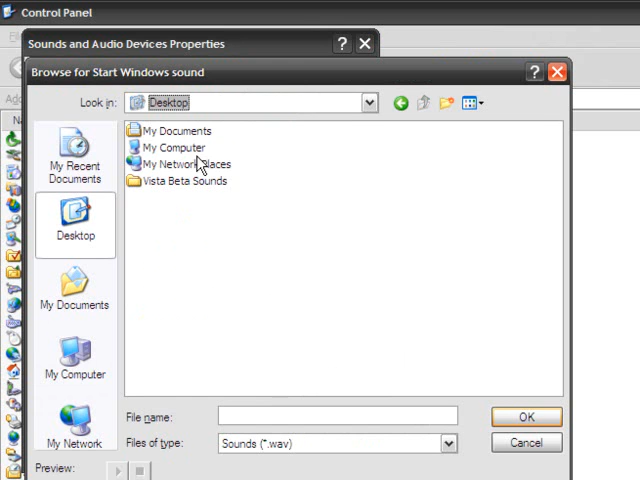 Control Panel
Sounds and Audio Devices Properties
Browse for Start Windows sound
Look in:
Desktop
My Recent
Documents
Desktop
My Documents
My Computer
My Network
My Documents
My Computer
My Network Places
Vista Beta Sounds
File name:
OK
Files of type:
Sounds (*.wav)
Cancel
Preview: